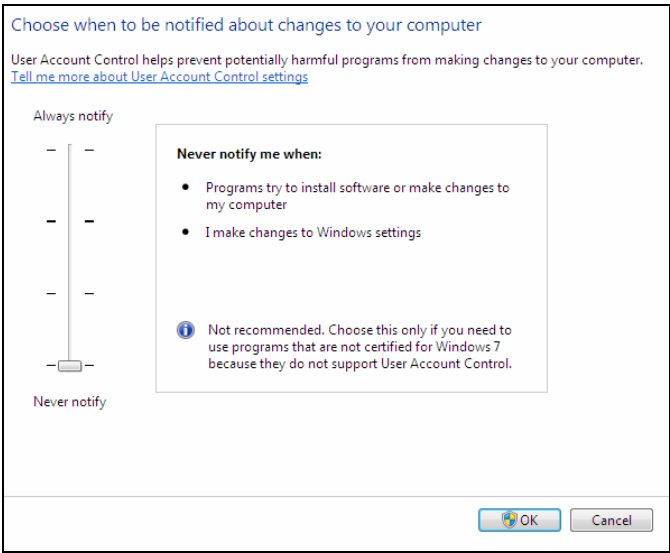 Choose when to be notified about changes to your computer
User Account Control helps prevent potentially harmful programs from making changes to your computer.
Tell me more about User Account Control settings
Always notify
Never notify me when:
• Programs try to install software or make changes to
my computer
• I make changes to Windows settings
Not recommended. Choose this only if you need to
use programs that are not certified for Windows 7
because they do not support User Account Control.
Never notify
OK Cancel